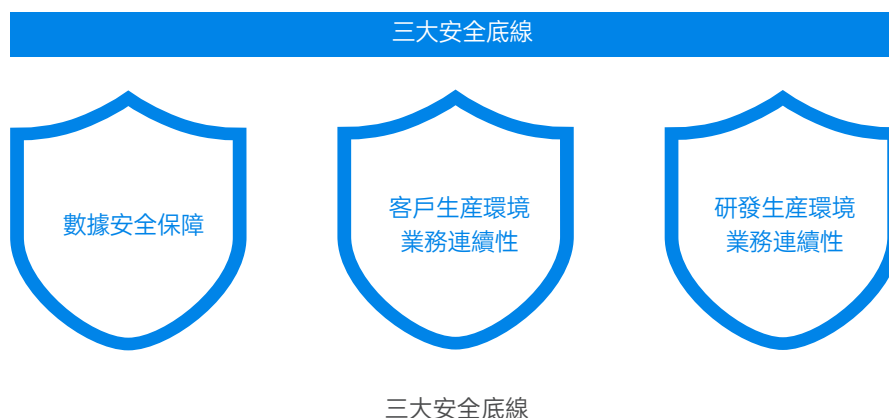 三大安全底線
數據安全保障
客戶生產環境
業務連續性
研發生產環境
業務連續性
三大安全底線